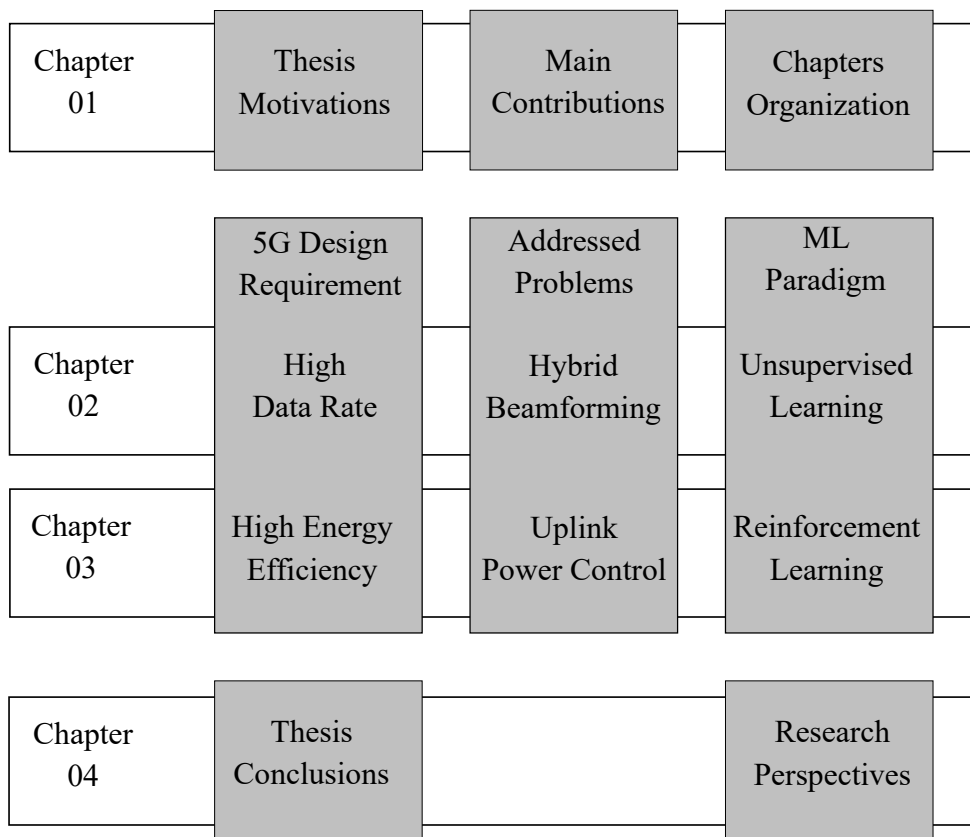 Chapter
01
Thesis
Motivations
Main
Contributions
Chapters
Organization
5G Design
Requirement
Addressed
Problems
ML
Paradigm
Chapter
02
High
Data Rate
Hybrid
Beamforming
Unsupervised
Learning
Chapter
03
High Energy
Efficiency
Uplink
Power Control
Reinforcement
Learning
Chapter
04
Thesis
Conclusions
Research
Perspectives